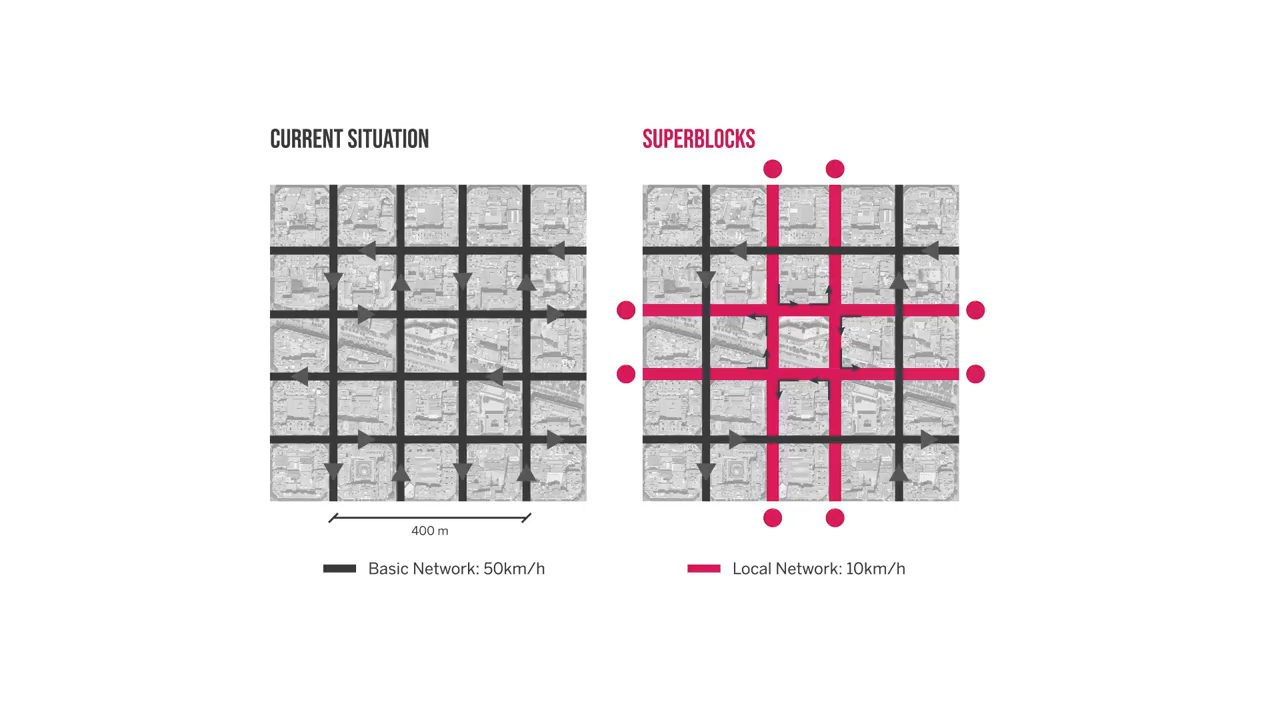 CURRENT SITUATION
SUPERBLOCKS
400 m
Basic Network: 50km/h
Local Network: 10km/h